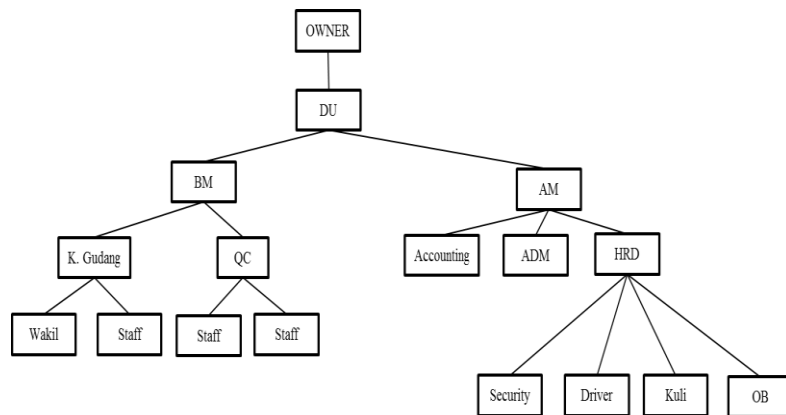 OWNER
DU
BM
AM
K. Gudang
QC
Accounting
ADM
HRD
Wakil
Staff
Staff
Staff
Security
Driver
Kuli
OB